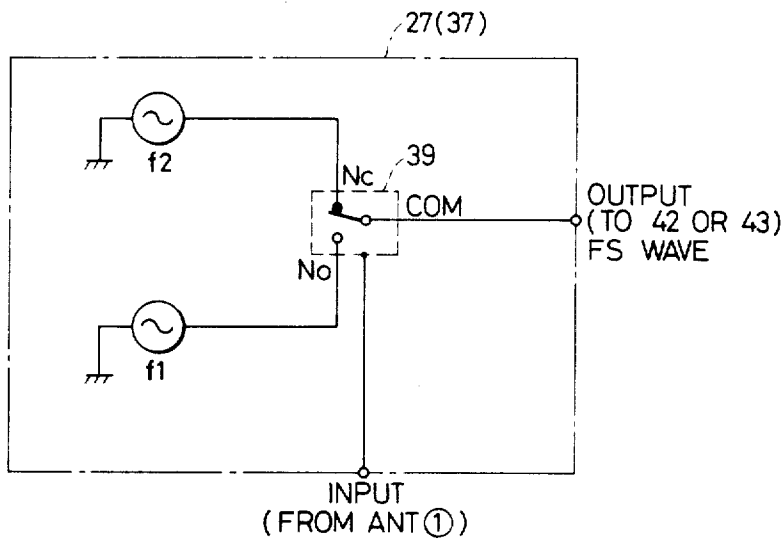 27(37)
f2
39
Nc
COM
OUTPUT
(TO 42 OR 43)
FS WAVE
No
f1
INPUT
(FROM ANT①)